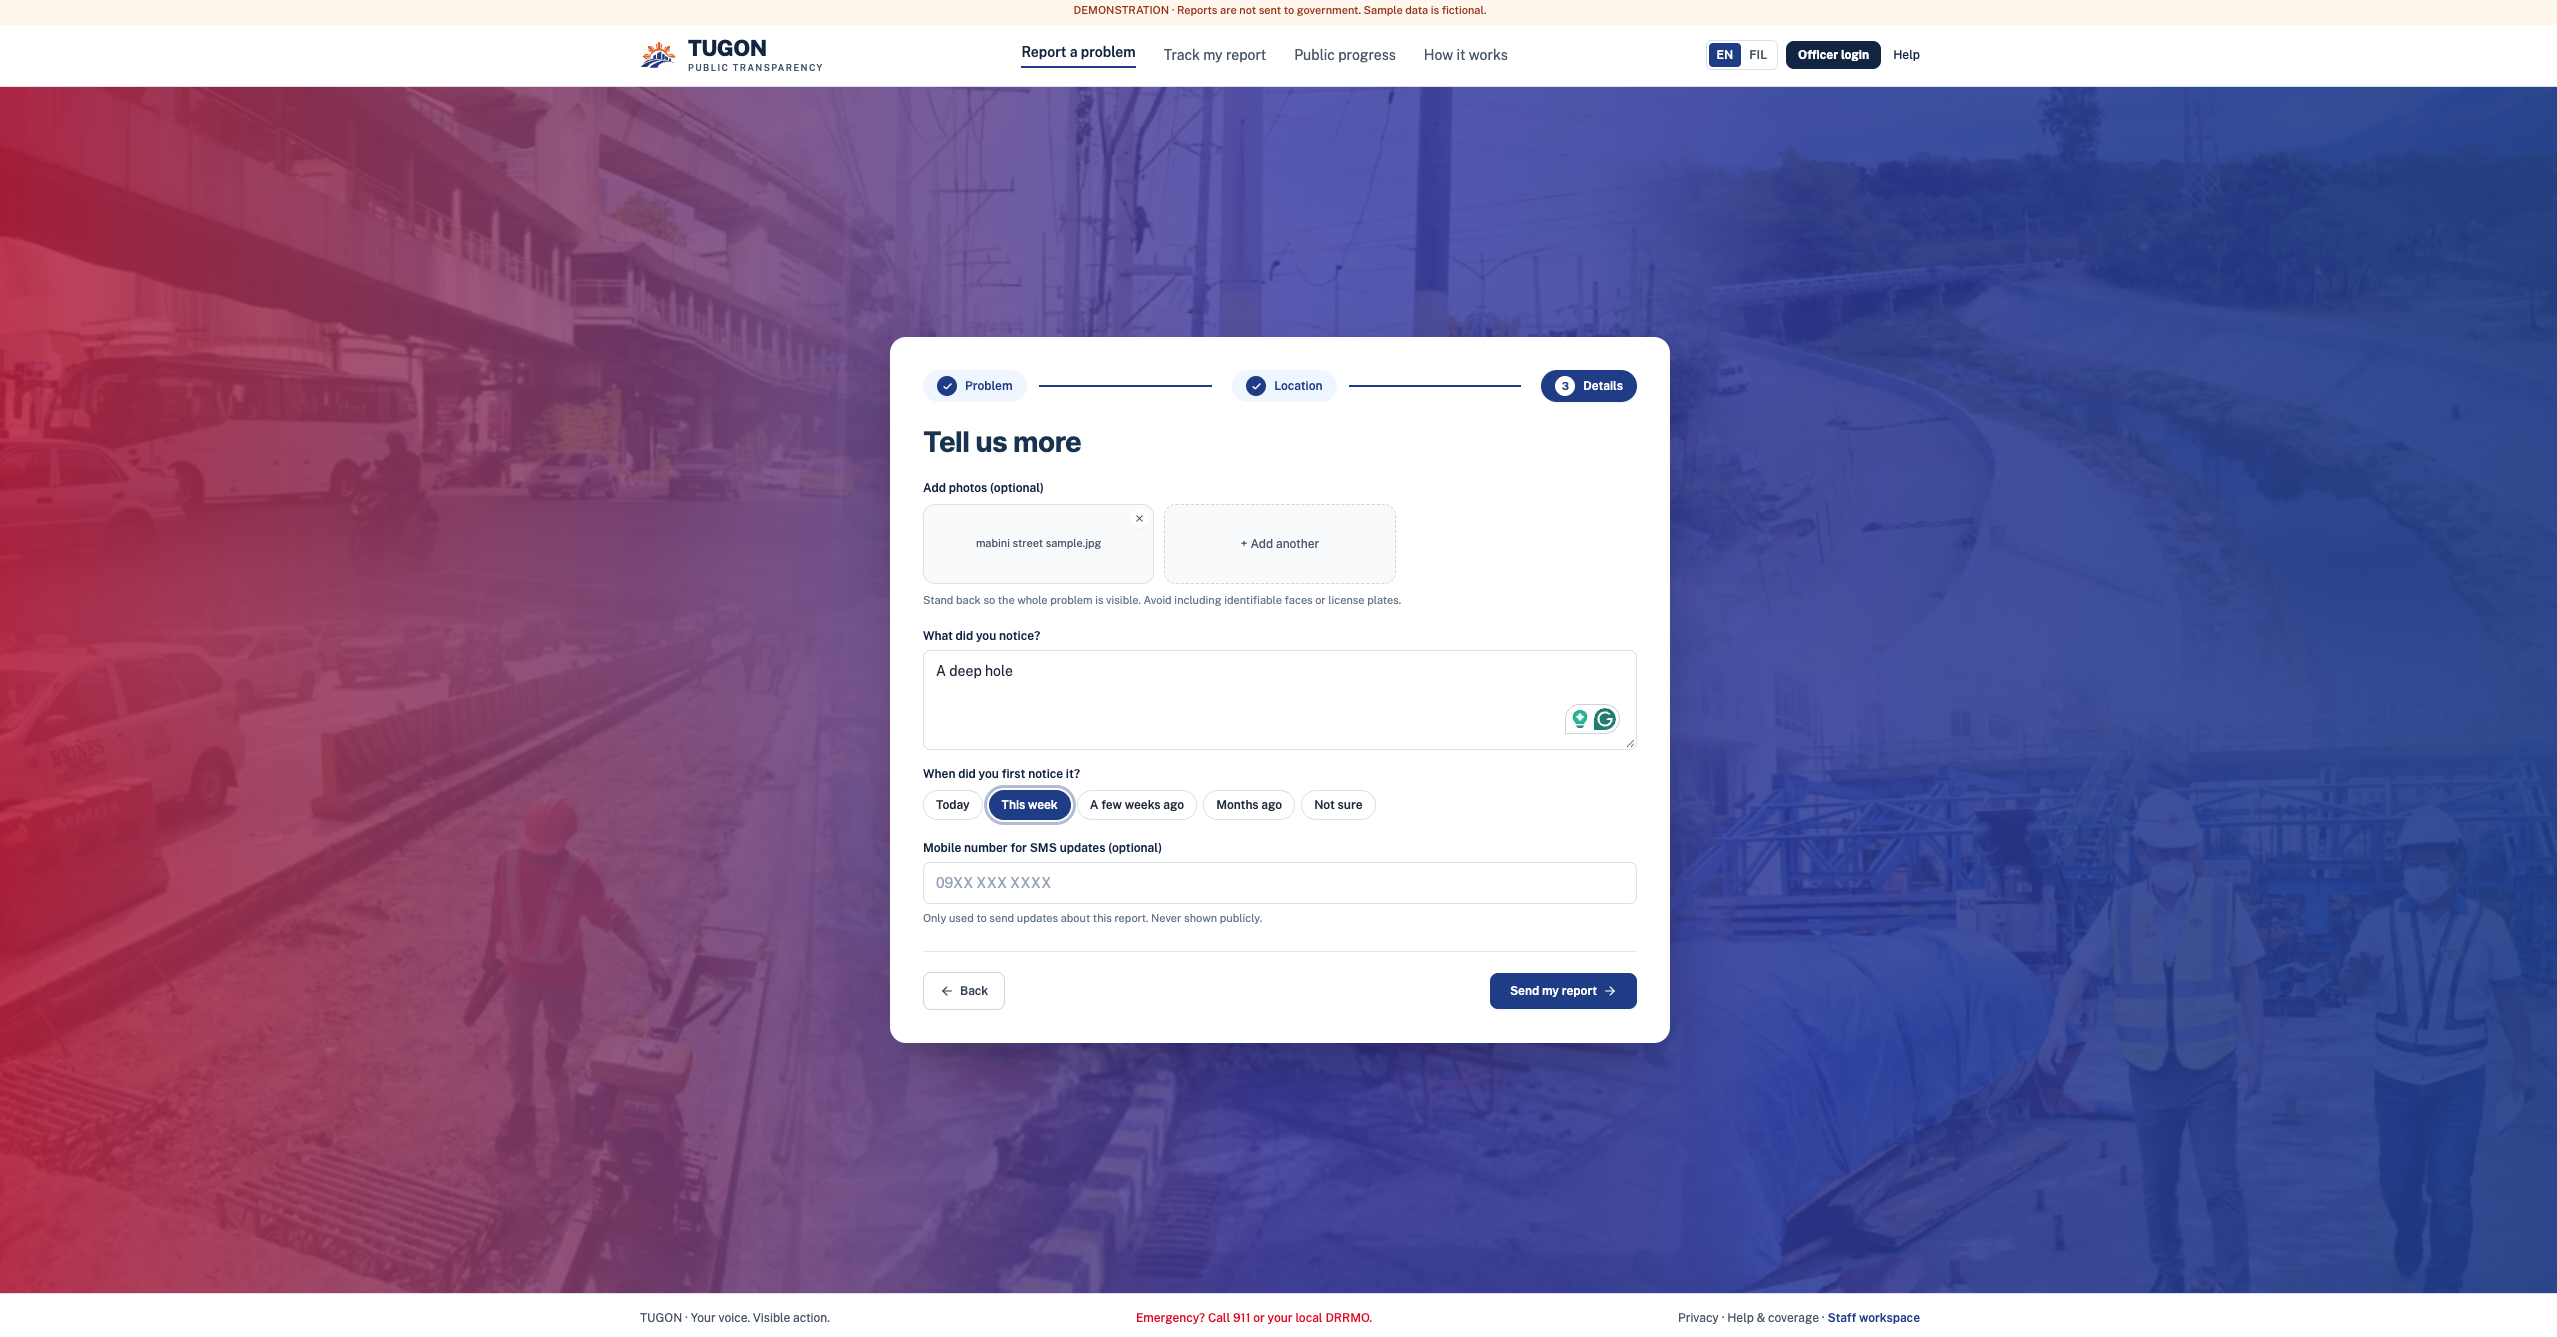 DEMONSTRATION · Reports are not sent to government. Sample data is fictional.
TUGON
PUBLIC TRANSPARENCY
Report a problem
Track my report
Public progress
How it works
EN
FIL
Officer login
Help
Problem
Location
3
Details
Tell us more
Add photos (optional)
mabini street sample.jpg
+ Add another
Stand back so the whole problem is visible. Avoid including identifiable faces or license plates.
What did you notice?
A deep hole
When did you first notice it?
Today
This week
A few weeks ago
Months ago
Not sure
Mobile number for SMS updates (optional)
09XX XXX XXXX
Only used to send updates about this report. Never shown publicly.
← Back
Send my report →
BRINES
MMDA
TUGON · Your voice. Visible action.
Emergency? Call 911 or your local DRRMO.
Privacy · Help & coverage · Staff workspace